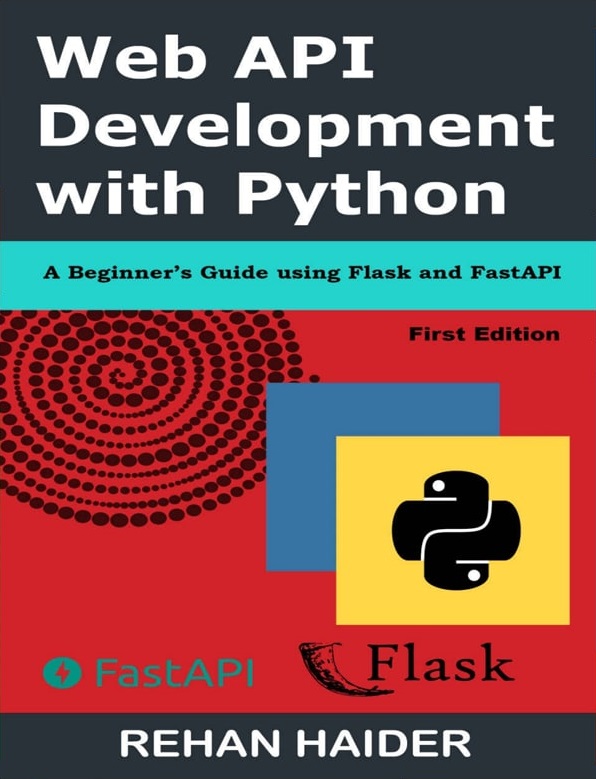 Web API
Development
with Python
A Beginner's Guide using Flask and FastAPI
First Edition
FastAPI
Flask
REHAN HAIDER